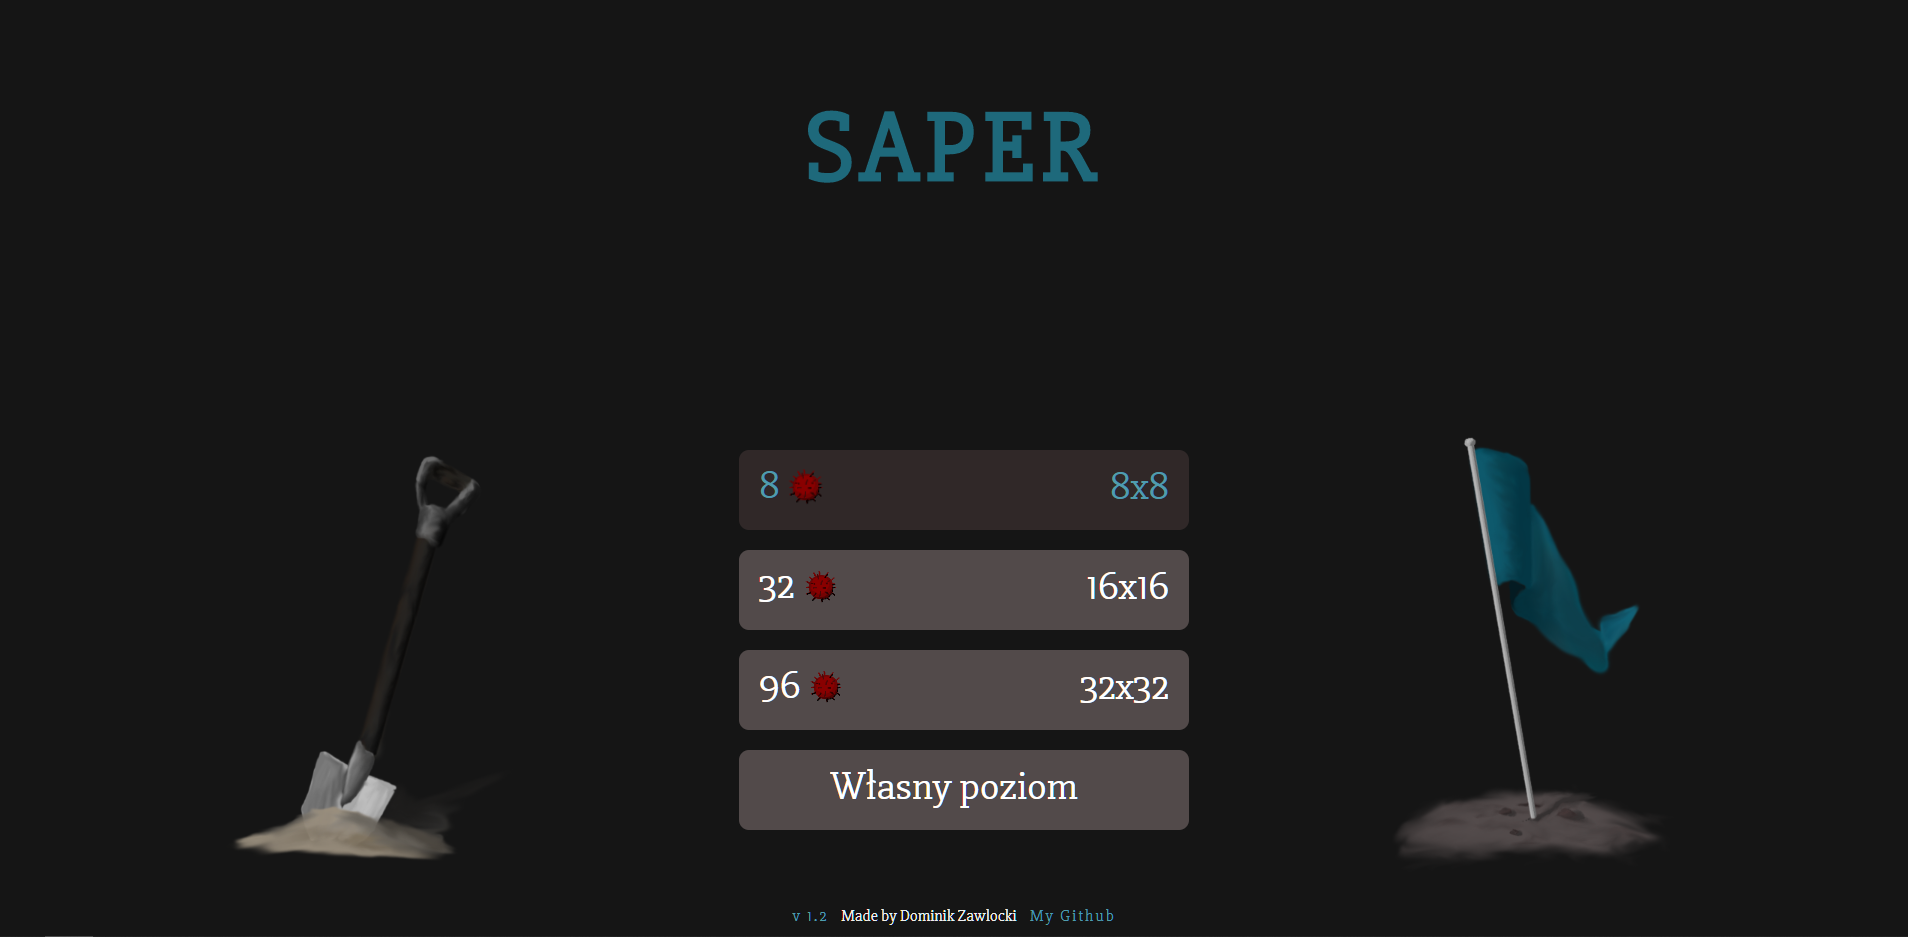 SAPER
8 8x8
32 16x16
96 32x32
Własny poziom
v 1.2 Made by Dominik Zawlocki My Github